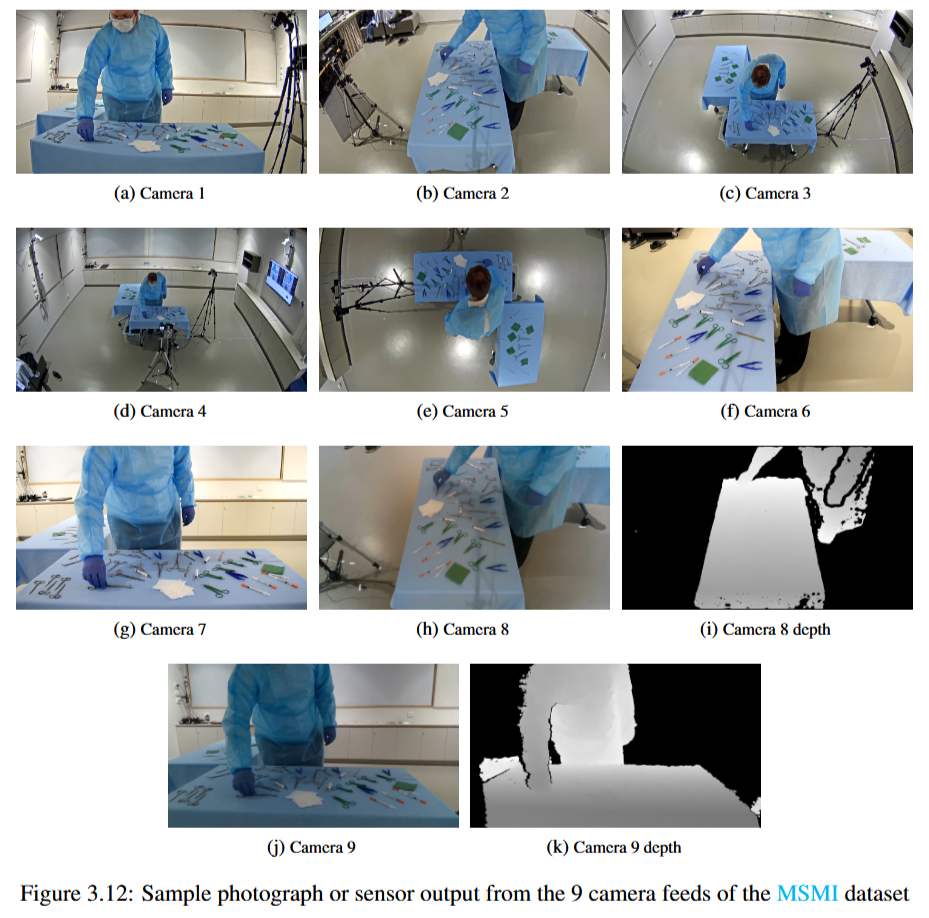 (a) Camera 1
(b) Camera 2
(c) Camera 3
(d) Camera 4
(e) Camera 5
(f) Camera 6
(g) Camera 7
(h) Camera 8
(i) Camera 8 depth
(j) Camera 9
(k) Camera 9 depth
Figure 3.12: Sample photograph or sensor output from the 9 camera feeds of the MSMI dataset